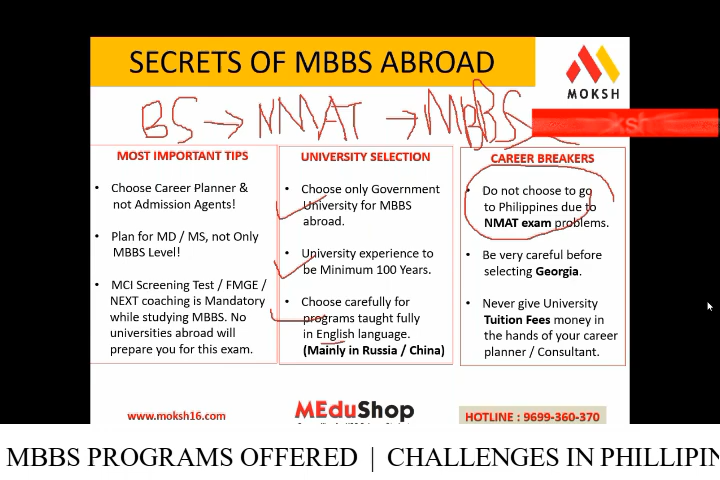 SECRETS OF MBBS ABROAD
MOKSH
BS → NMAT → MBBS
MOST IMPORTANT TIPS
• Choose Career Planner &
not Admission Agents!
• Plan for MD / MS, not Only
MBBS Level!
• MCI Screening Test / FMGE /
NEXT coaching is Mandatory
while studying MBBS. No
universities abroad will
prepare you for this exam.
UNIVERSITY SELECTION
• Choose only Government
University for MBBS
abroad.
• University experience to
be Minimum 100 Years.
• Choose carefully for
programs taught fully
in English language.
(Mainly in Russia / China)
CAREER BREAKERS
• Do not choose to go
to Philippines due to
NMAT exam problems.
• Be very careful before
selecting Georgia.
• Never give University
Tuition Fees money in
the hands of your career
planner / Consultant.
www.moksh16.com
MEduShop
HOTLINE : 9699-360-370
MBBS PROGRAMS OFFERED | CHALLENGES IN PHILLIPIN